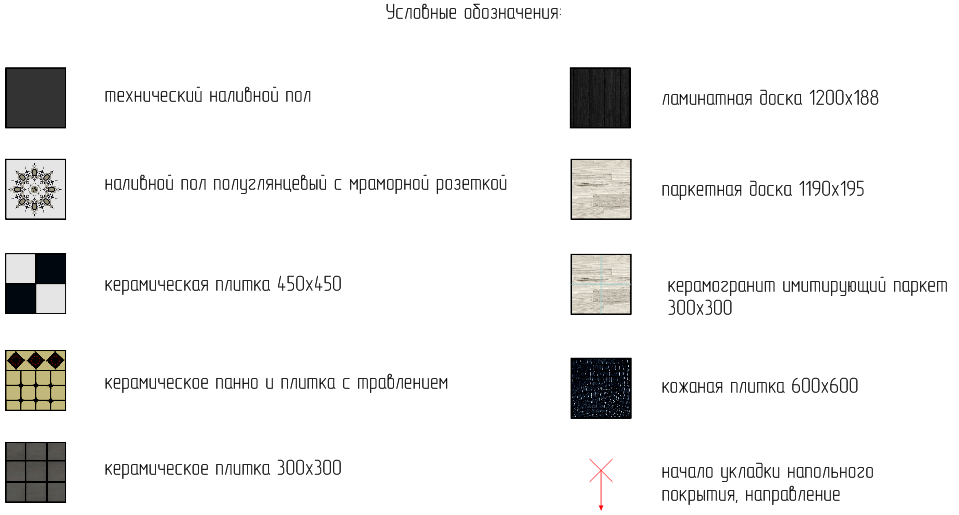 Условные обозначения:
технический наливной пол
наливной пол полуглянцевый с мраморной розеткой
керамическая плитка 450х450
керамическое панно и плитка с травлением
керамическое плитка 300х300
ламинатная доска 1200х188
паркетная доска 1190х195
керамогранит имитирующий паркет
300х300
кожаная плитка 600х600
начало укладки напольного
покрытия, направление